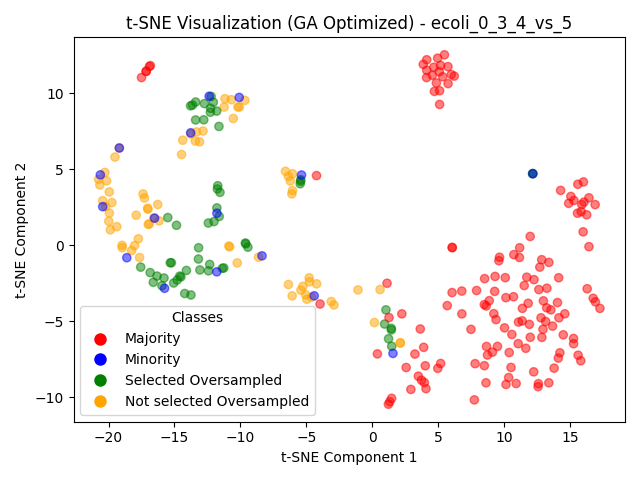 t-SNE Visualization (GA Optimized) - ecoli_0_3_4_vs_5
t-SNE Component 2
10
5
0
−5
−10
Classes
Majority
Minority
Selected Oversampled
Not selected Oversampled
−20 −15 −10 −5 0 5 10 15
t-SNE Component 1